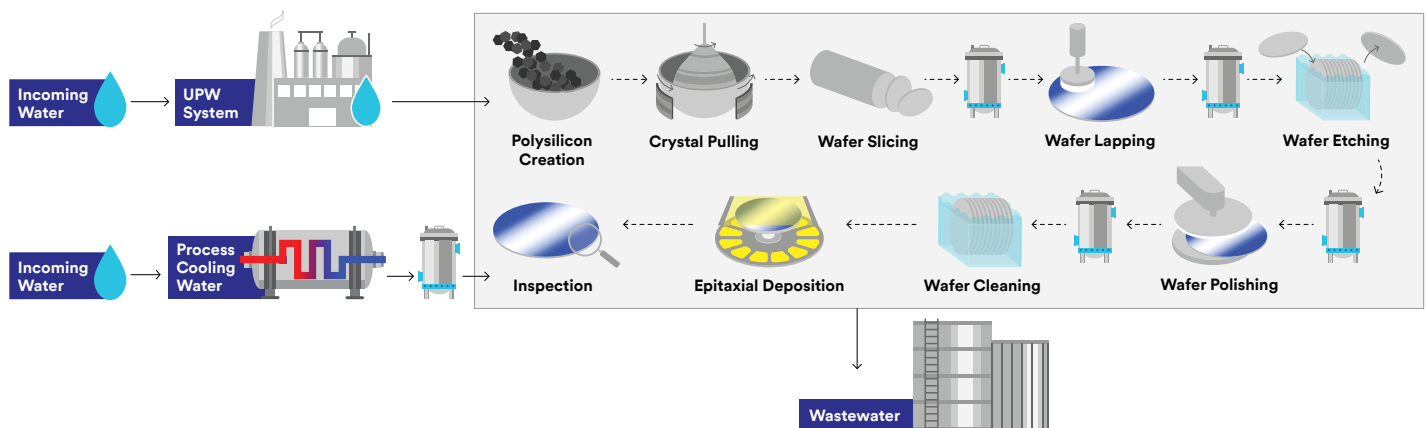 Incoming
Water
UPW
System
Polysilicon
Creation
Crystal Pulling
Wafer Slicing
Wafer Lapping
Wafer Etching
Incoming
Water
Process
Cooling
Water
Inspection
Epitaxial Deposition
Wafer Cleaning
Wafer Polishing
Wastewater